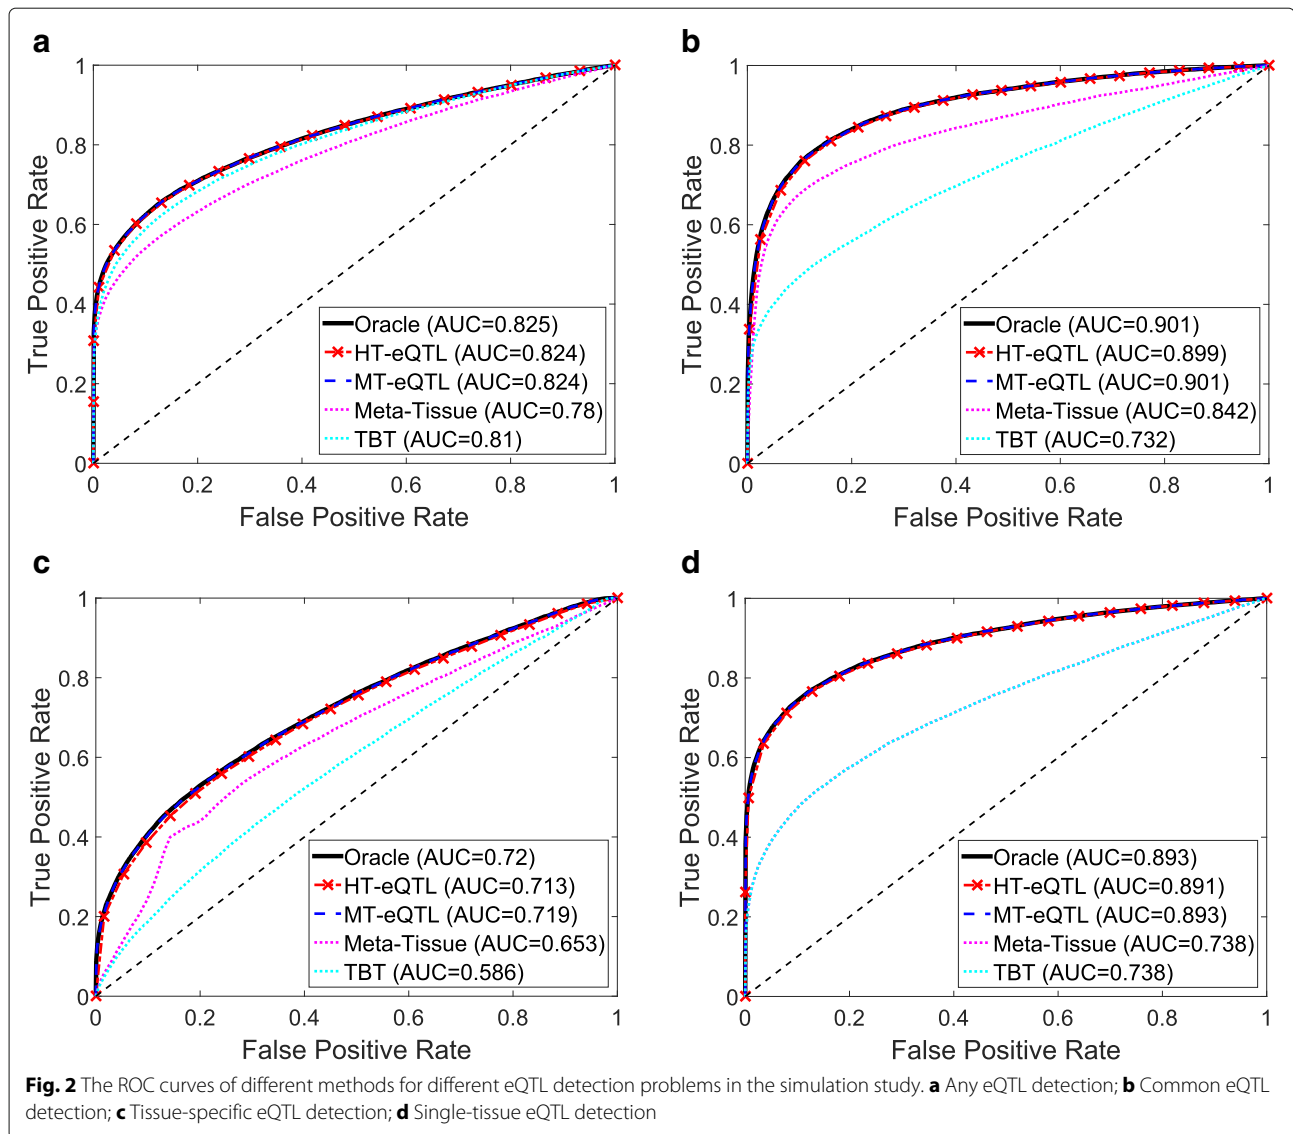 a
True Positive Rate
1
0.8
0.6
0.4
0.2
0
Oracle (AUC=0.825)
HT-eQTL (AUC=0.824)
MT-eQTL (AUC=0.824)
Meta-Tissue (AUC=0.78)
TBT (AUC=0.81)
0 0.2 0.4 0.6 0.8 1
False Positive Rate
b
True Positive Rate
1
0.8
0.6
0.4
0.2
0
Oracle (AUC=0.901)
HT-eQTL (AUC=0.899)
MT-eQTL (AUC=0.901)
Meta-Tissue (AUC=0.842)
TBT (AUC=0.732)
0 0.2 0.4 0.6 0.8 1
False Positive Rate
c
True Positive Rate
1
0.8
0.6
0.4
0.2
0
Oracle (AUC=0.72)
HT-eQTL (AUC=0.713)
MT-eQTL (AUC=0.719)
Meta-Tissue (AUC=0.653)
TBT (AUC=0.586)
0 0.2 0.4 0.6 0.8 1
False Positive Rate
d
True Positive Rate
1
0.8
0.6
0.4
0.2
0
Oracle (AUC=0.893)
HT-eQTL (AUC=0.891)
MT-eQTL (AUC=0.893)
Meta-Tissue (AUC=0.738)
TBT (AUC=0.738)
0 0.2 0.4 0.6 0.8 1
False Positive Rate
Fig. 2 The ROC curves of different methods for different eQTL detection problems in the simulation study. a Any eQTL detection; b Common eQTL
detection; c Tissue-specific eQTL detection; d Single-tissue eQTL detection